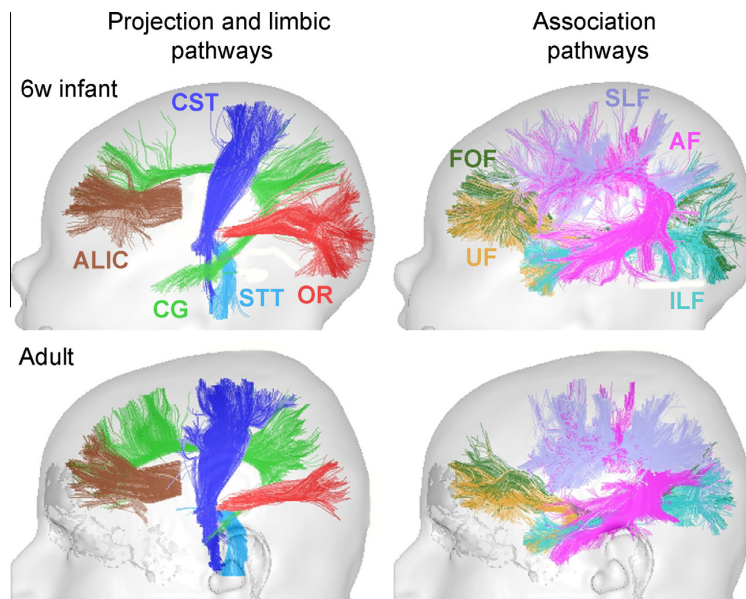 Projection and limbic
pathways
Association
pathways
6w infant
CST
SLF
AF
FOF
ALIC
UF
CG
STT
OR
ILF
Adult